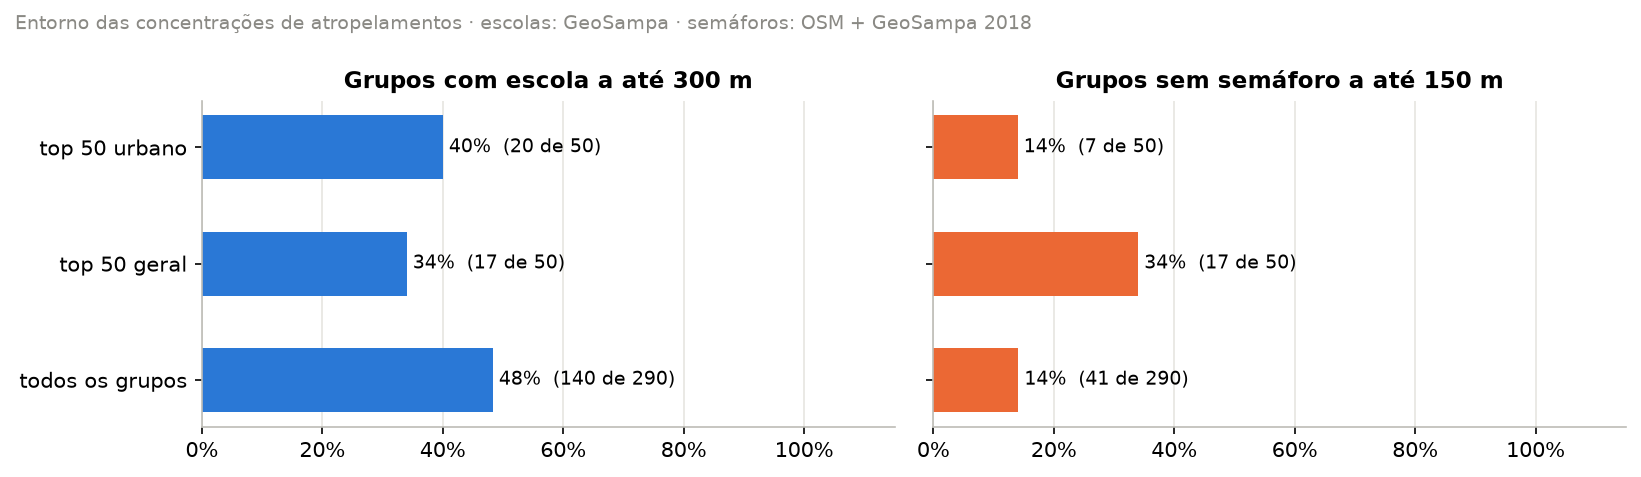 Entorno das concentrações de atropelamentos · escolas: GeoSampa · semáforos: OSM + GeoSampa 2018
Grupos com escola a até 300 m
top 50 urbano
40% (20 de 50)
top 50 geral
34% (17 de 50)
todos os grupos
48% (140 de 290)
0% 20% 40% 60% 80% 100%
Grupos sem semáforo a até 150 m
14% (7 de 50)
34% (17 de 50)
14% (41 de 290)
0% 20% 40% 60% 80% 100%